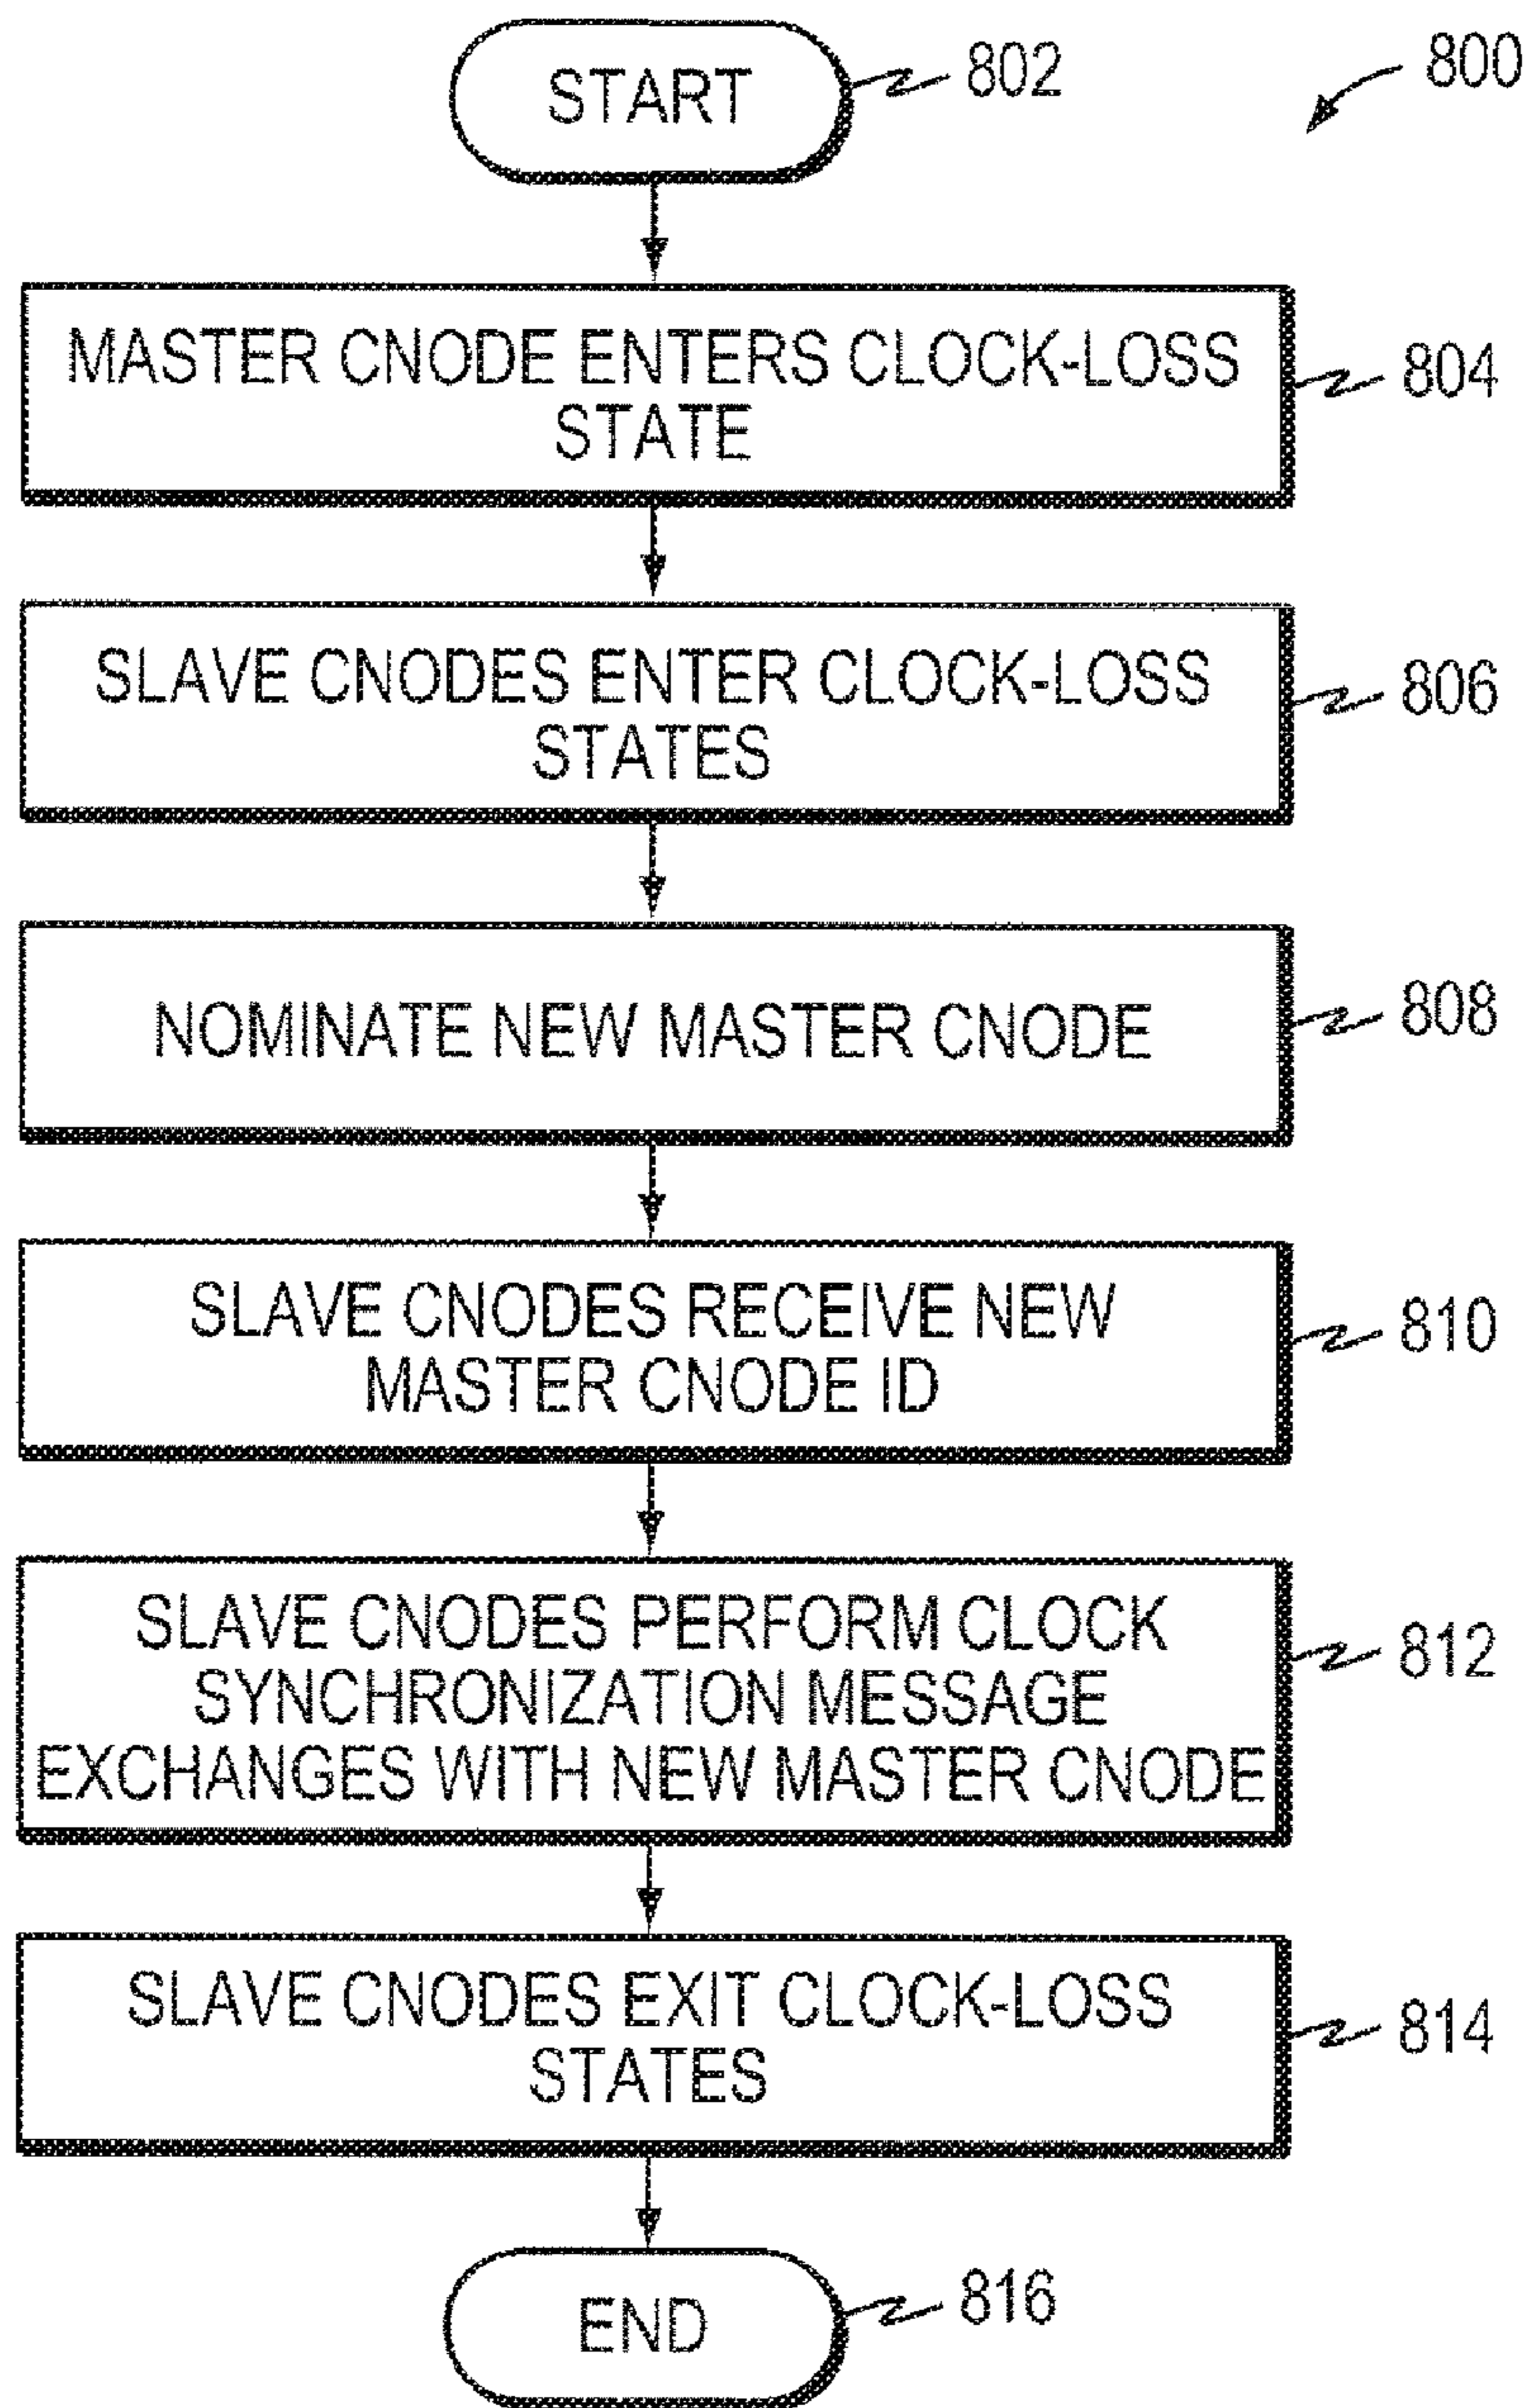 START
802
800
MASTER CNODE ENTERS CLOCK-LOSS
STATE
804
SLAVE CNODES ENTER CLOCK-LOSS
STATES
806
NOMINATE NEW MASTER CNODE
808
SLAVE CNODES RECEIVE NEW
MASTER CNODE ID
810
SLAVE CNODES PERFORM CLOCK
SYNCHRONIZATION MESSAGE
EXCHANGES WITH NEW MASTER CNODE
812
SLAVE CNODES EXIT CLOCK-LOSS
STATES
814
END
816